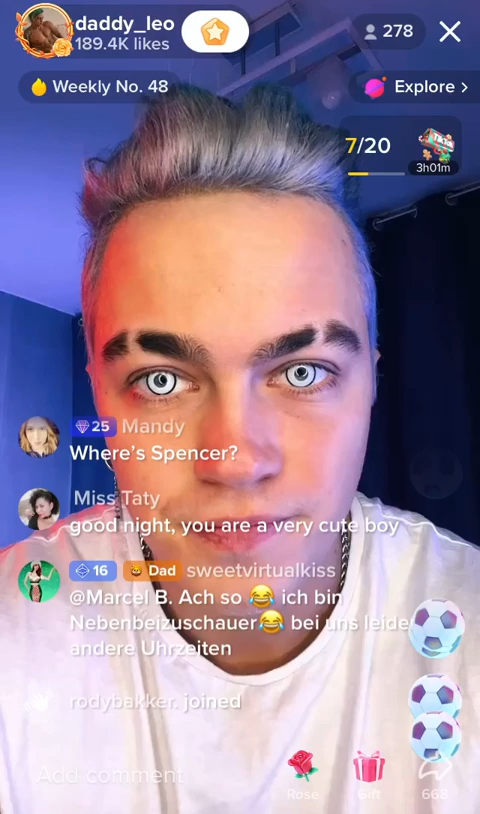 daddy_leo
189.4K likes
278
Weekly No. 48
Explore >
7/20
3h01m
25 Mandy
Where's Spencer?
Miss Taty
good night, you are a very cute boy
16 Dad sweetvirtualkiss
@Marcel B. Ach so 😂 ich bin
Nebenbeizuschauer😂 bei uns leide
andere Uhrzeiten
rodybakker. joined
Add comment
Rose
Gift
668